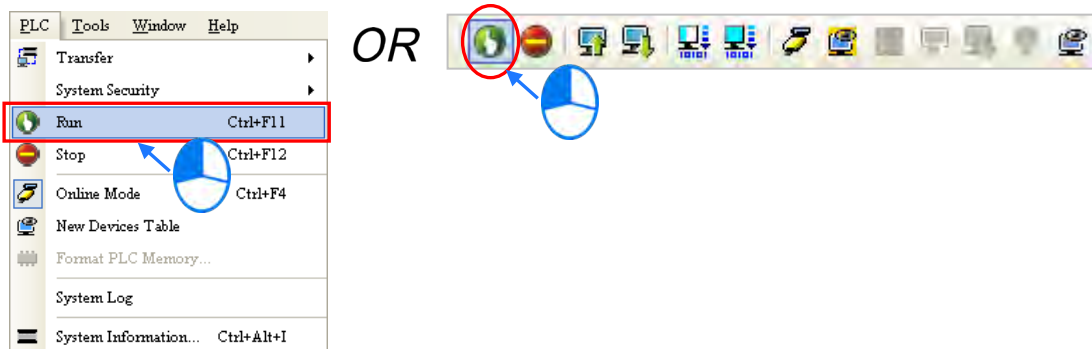 PLC Tools Window Help
Transfer
System Security
Run Ctrl+F11
Stop Ctrl+F12
Online Mode Ctrl+F4
New Devices Table
Format PLC Memory...
System Log
System Information... Ctrl+Alt+I
OR